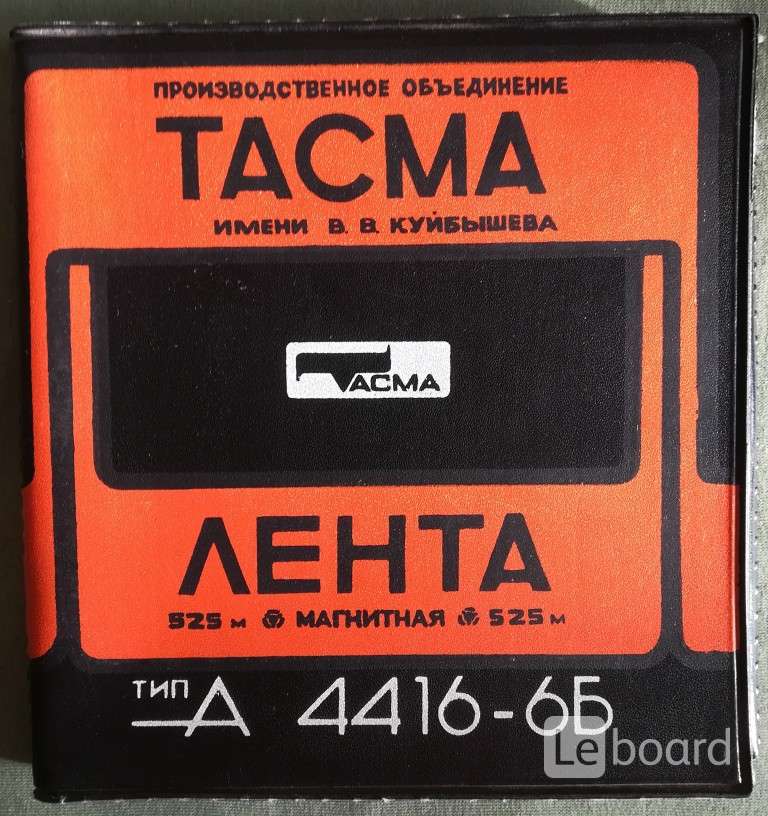 ПРОИЗВОДСТВЕННОЕ ОБЪЕДИНЕНИЕ
ТАСМА
ИМЕНИ В. В. КУЙБЫШЕВА
ТАСМА
ЛЕНТА
525 м МАГНИТНАЯ 525 м
ТИП А 4416-6Б
Leboard